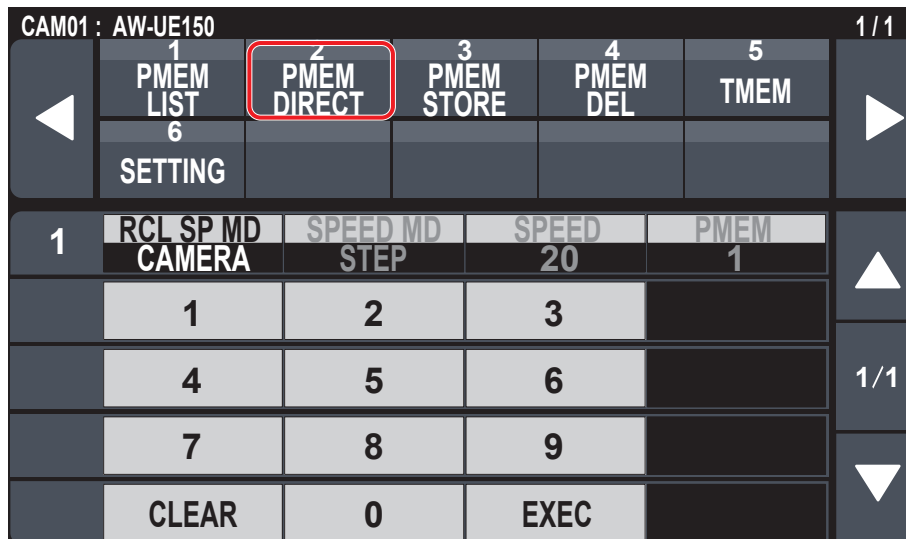 CAM01 : AW-UE150 1 / 1
1 2 3 4 5
PMEM PMEM PMEM PMEM TMEM
LIST DIRECT STORE DEL
6
SETTING
1 RCL SP MD SPEED MD SPEED PMEM
CAMERA STEP 20 1
1 2 3
4 5 6 1/1
7 8 9
CLEAR 0 EXEC